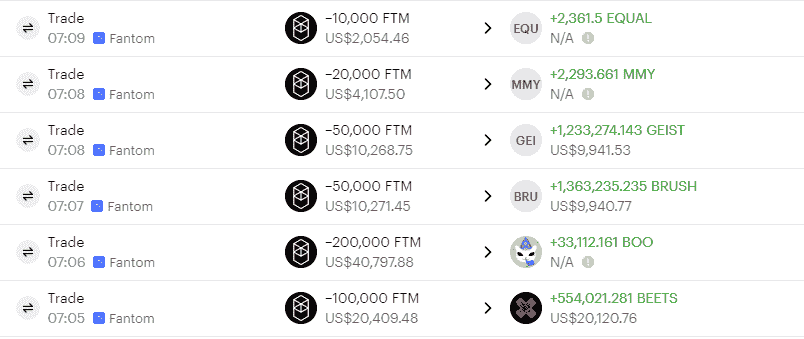 Trade –10,000 FTM +2,361.5 EQUAL
07:09 Fantom US$2,054.46 EQU N/A
Trade –20,000 FTM +2,293.661 MMY
07:08 Fantom US$4,107.50 MMY N/A
Trade –50,000 FTM +1,233,274.143 GEIST
07:08 Fantom US$10,268.75 GEI US$9,941.53
Trade –50,000 FTM +1,363,235.235 BRUSH
07:07 Fantom US$10,271.45 BRU US$9,940.77
Trade –200,000 FTM +33,112.161 BOO
07:06 Fantom US$40,797.88 N/A
Trade –100,000 FTM +554,021.281 BEETS
07:05 Fantom US$20,409.48 US$20,120.76